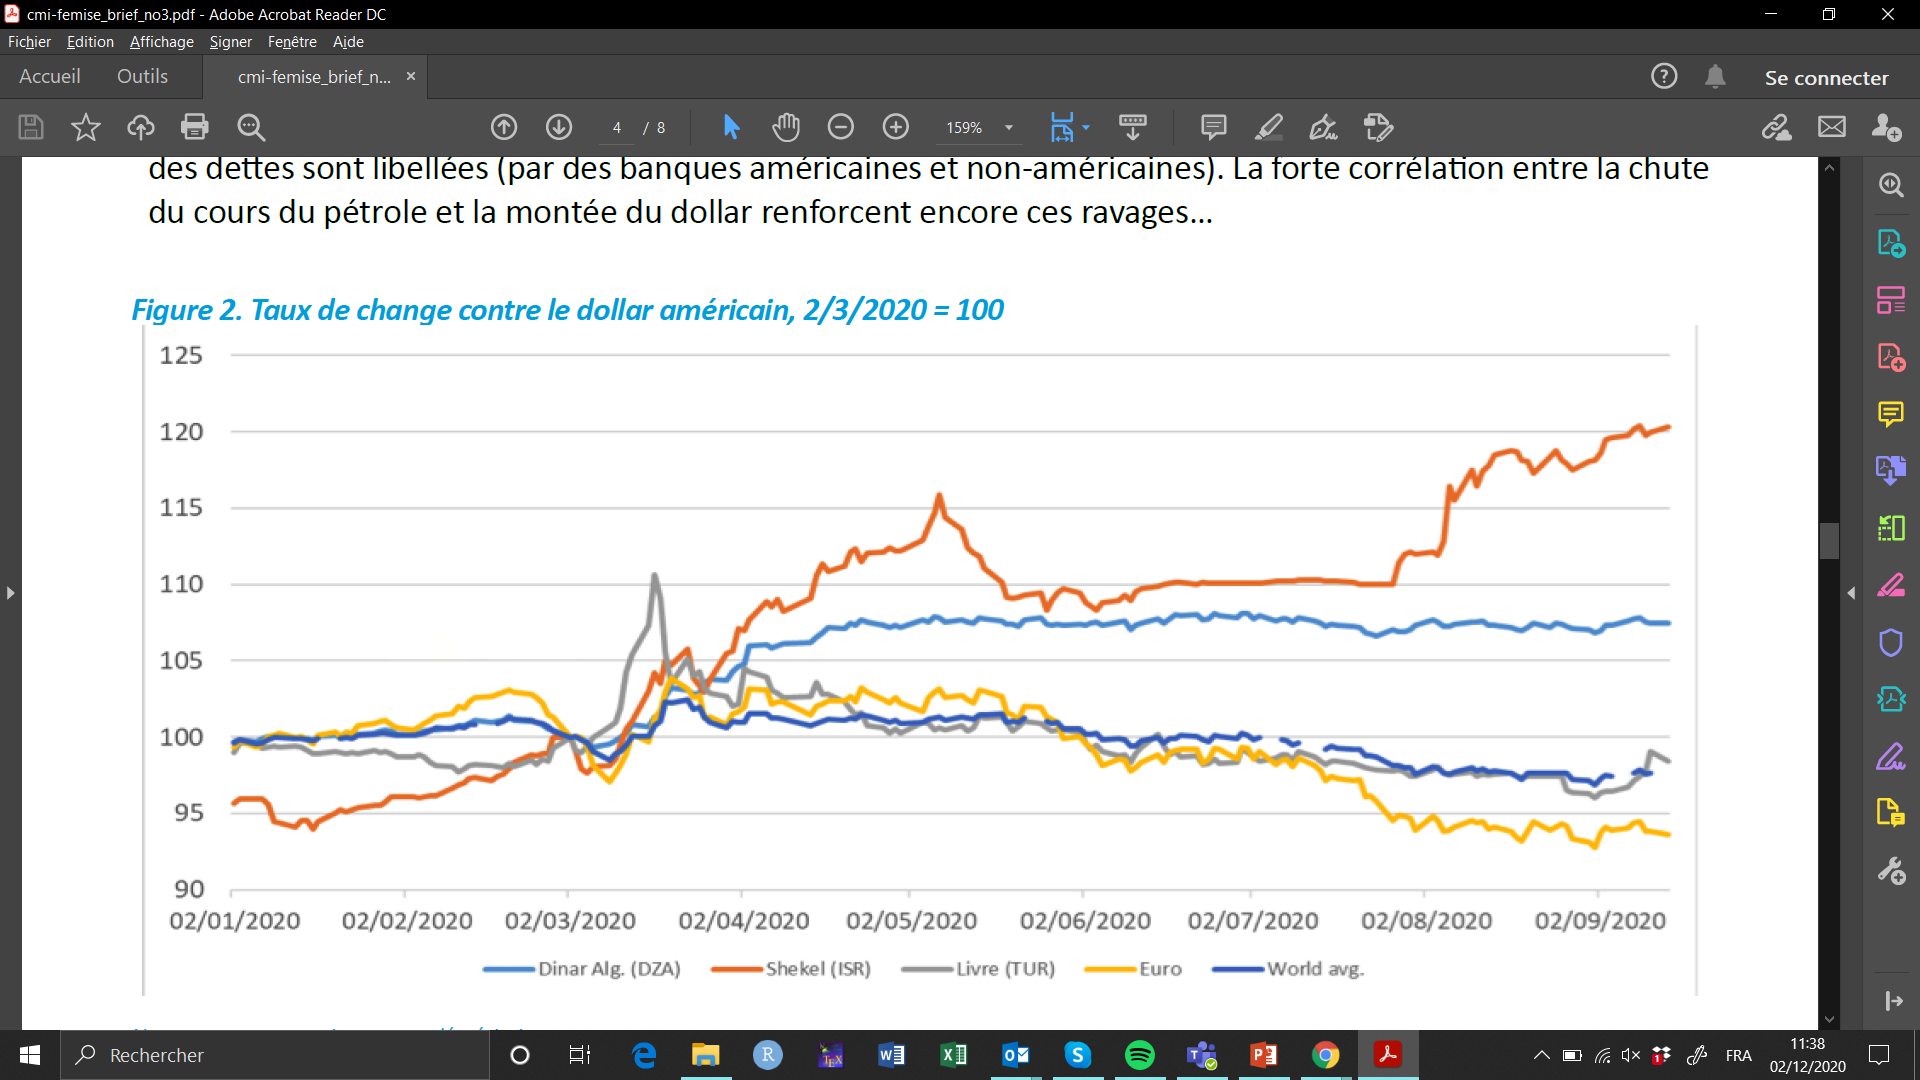 cmi-femise_brief_no3.pdf - Adobe Acrobat Reader DC
Fichier Edition Affichage Signer Fenêtre Aide
Accueil Outils cmi-femise_brief_n... × Se connecter
4 / 8 159%
des dettes sont libellées (par des banques américaines et non-américaines). La forte corrélation entre la chute
du cours du pétrole et la montée du dollar renforcent encore ces ravages...
Figure 2. Taux de change contre le dollar américain, 2/3/2020 = 100
125
120
115
110
105
100
95
90
02/01/2020 02/02/2020 02/03/2020 02/04/2020 02/05/2020 02/06/2020 02/07/2020 02/08/2020 02/09/2020
Dinar Alg. (DZA) Shekel (ISR) Livre (TUR) Euro World avg.
Rechercher
FRA
11:38
02/12/2020